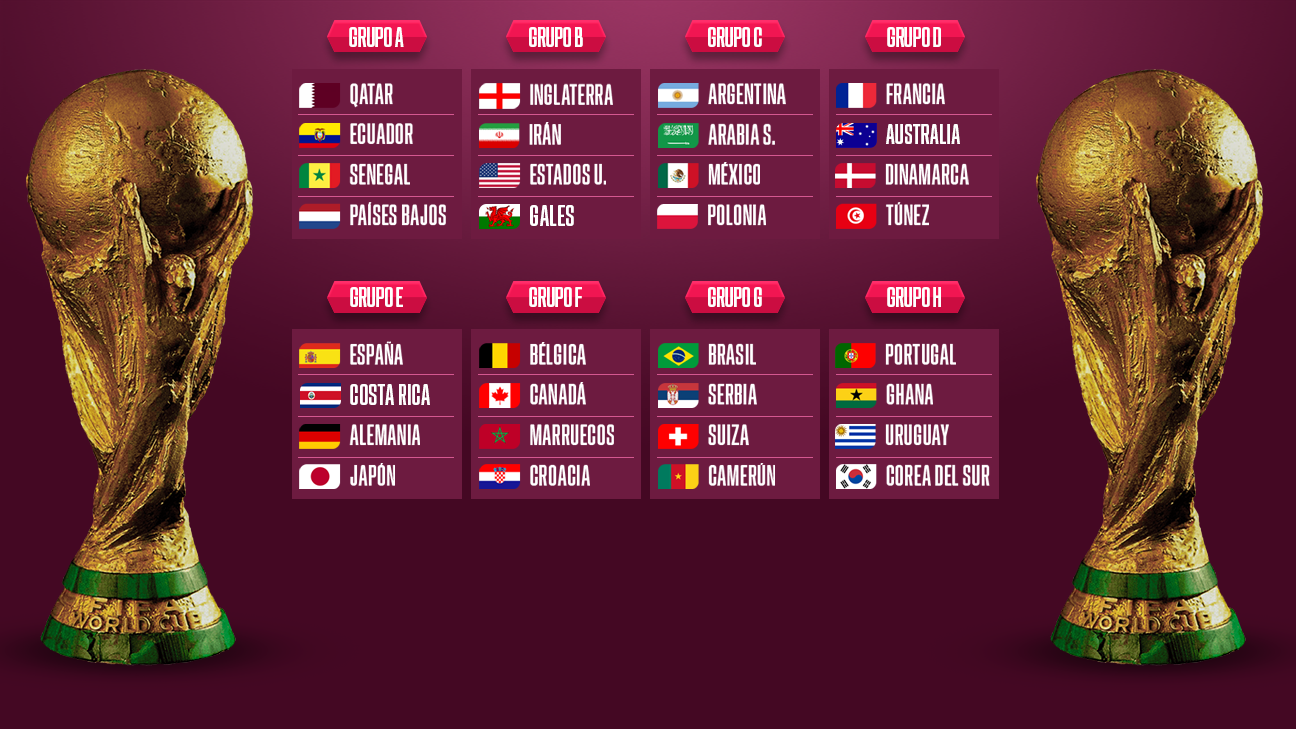 GRUPO A
QATAR
ECUADOR
SENEGAL
PAÍSES BAJOS
GRUPO B
INGLATERRA
IRÁN
ESTADOS U.
GALES
GRUPO C
ARGENTINA
ARABIA S.
MÉXICO
POLONIA
GRUPO D
FRANCIA
AUSTRALIA
DINAMARCA
TÚNEZ
GRUPO E
ESPAÑA
COSTA RICA
ALEMANIA
JAPÓN
GRUPO F
BÉLGICA
CANADÁ
MARRUECOS
CROACIA
GRUPO G
BRASIL
SERBIA
SUIZA
CAMERÚN
GRUPO H
PORTUGAL
GHANA
URUGUAY
COREA DEL SUR
FIFA
WORLD CUP
FIFA
WORLD CUP